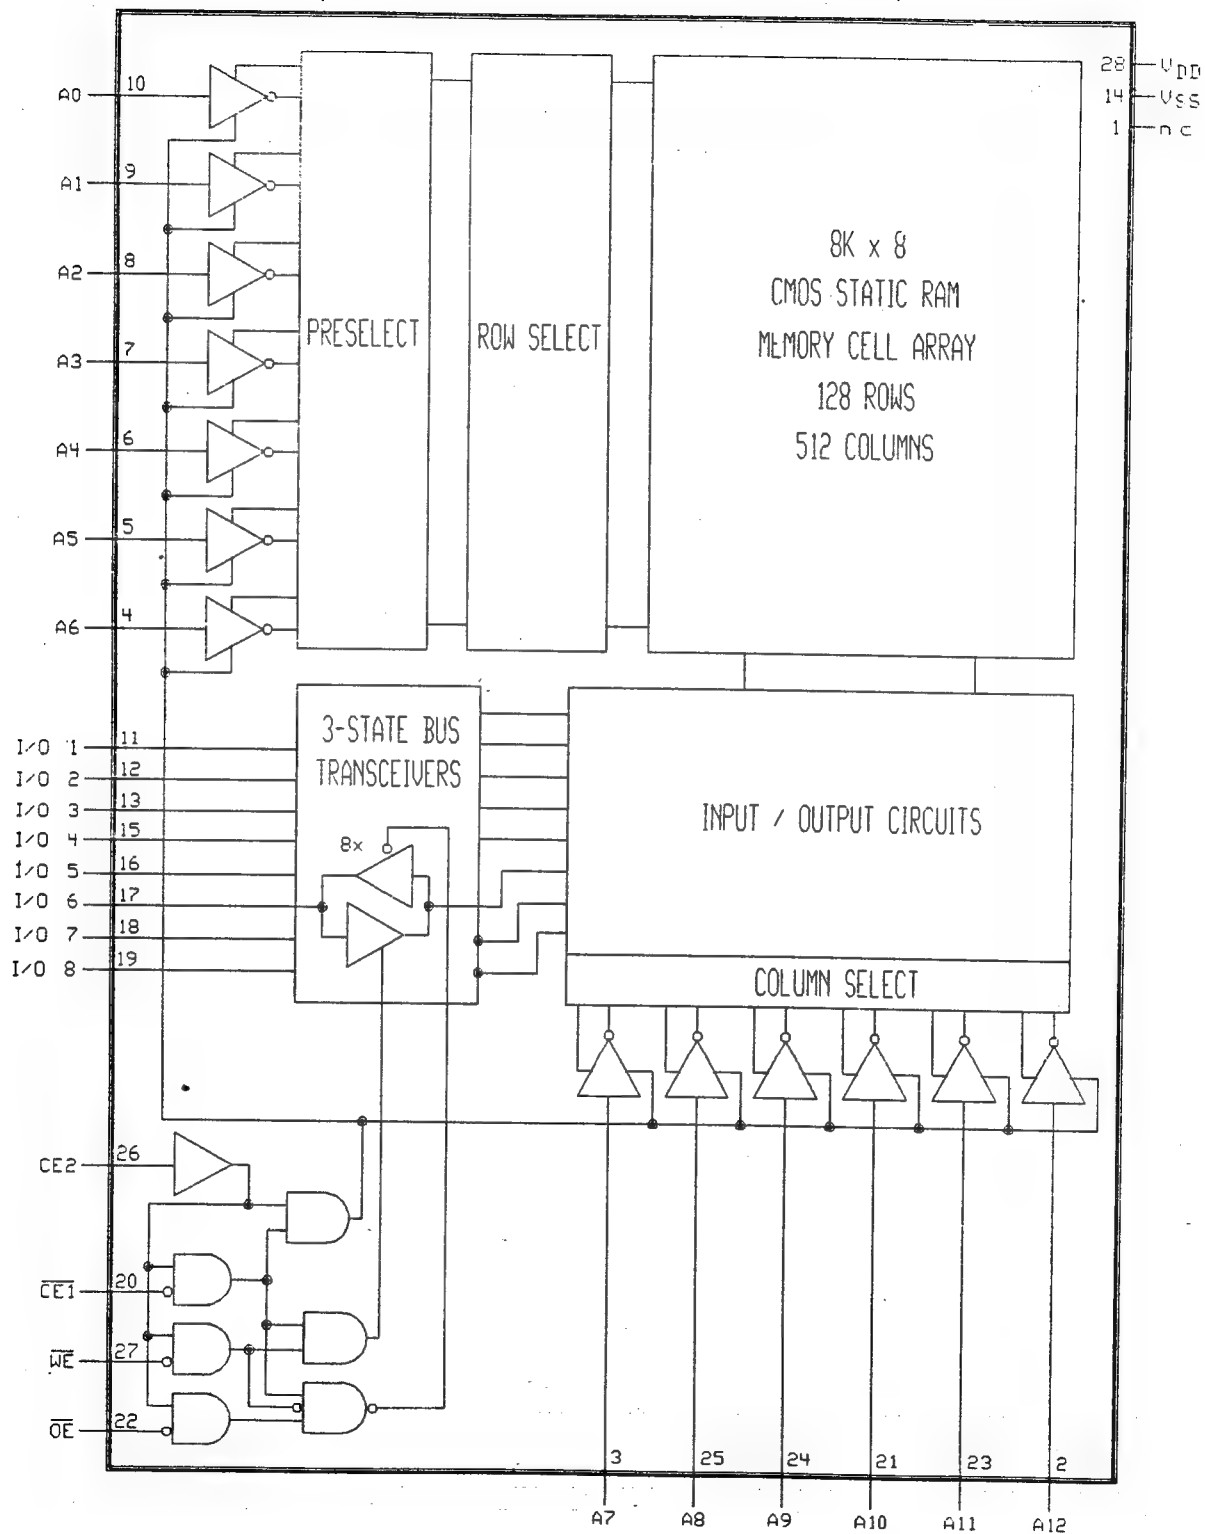 28 VDD
14 VSS
1 nc
A0 10
A1 9
A2 8
A3 7
A4 6
A5 5
A6 4
PRESELECT
ROW SELECT
8K x 8
CMOS STATIC RAM
MEMORY CELL ARRAY
128 ROWS
512 COLUMNS
I/O 1 11
I/O 2 12
I/O 3 13
I/O 4 15
I/O 5 16
I/O 6 17
I/O 7 18
I/O 8 19
3-STATE BUS
TRANSCEIVERS
8x
INPUT / OUTPUT CIRCUITS
COLUMN SELECT
CE2 26
C̅E̅1̅ 20
W̅E̅ 27
O̅E̅ 22
3 25 24 21 23 2
A7 A8 A9 A10 A11 A12